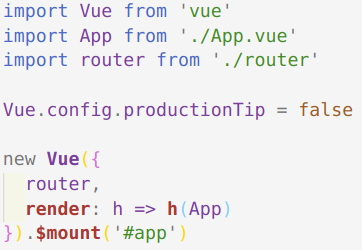 import Vue from 'vue'
import App from './App.vue'
import router from './router'

Vue.config.productionTip = false

new Vue({
  router,
  render: h => h(App)
}).$mount('#app')